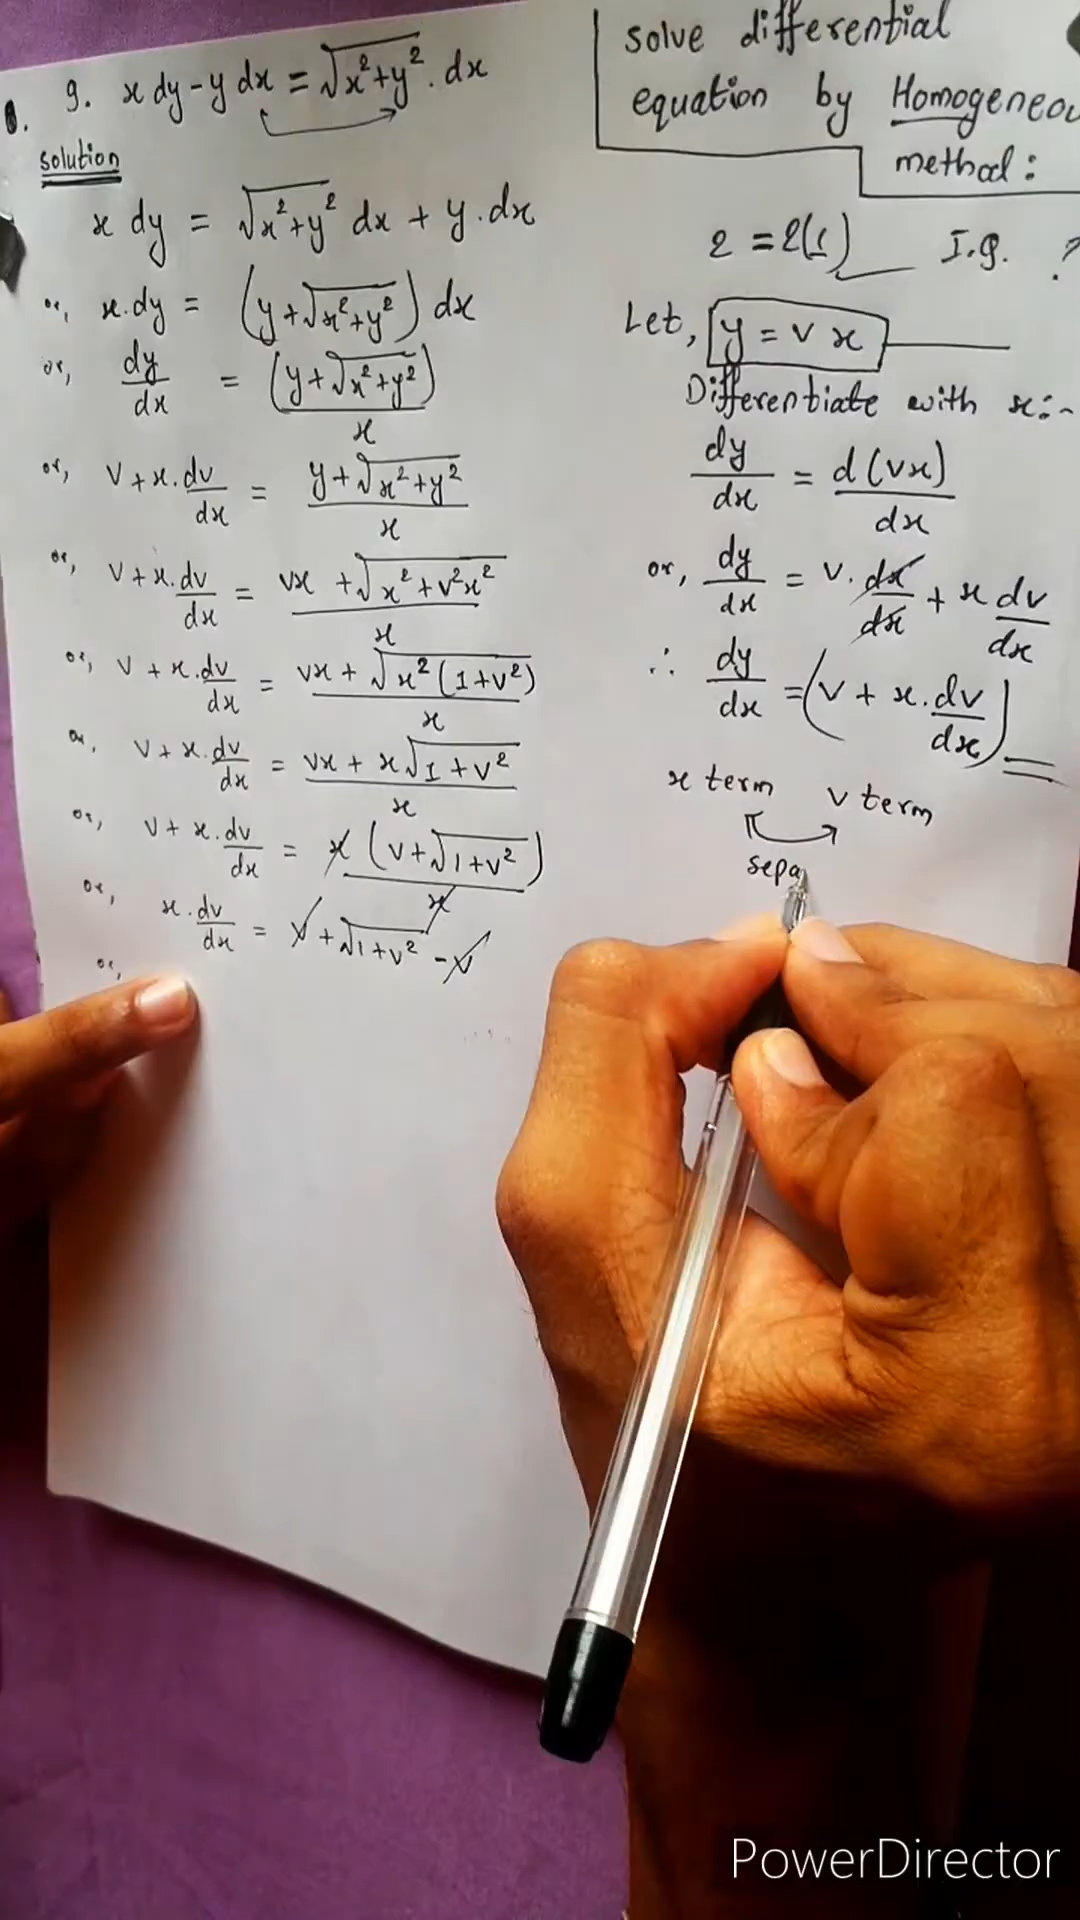 9. x dy - y dx = √x²+y² . dx
solution
x dy = √x²+y² dx + y.dx
or, x.dy = (y+√x²+y²) dx
or, dy/dx = (y+√x²+y²)/x
or, v+x.dv/dx = y+√x²+y²/x
or, v+x.dv/dx = vx +√x²+v²x²/x
or, v + x.dv/dx = vx + √x²(1+v²)/x
or, v + x.dv/dx = vx + x√1+v²/x
or, v + x.dv/dx = x (v+√1+v²)/x
or, x.dv/dx = v +√1+v² - v
or,
solve differential
equation by Homogeneou
method:
2 = 2(1) I.g. ?
Let, y = v x
Differentiate with x:-
dy/dx = d(vx)/dx
or, dy/dx = v.dx/dx + x dv/dx
∴ dy/dx = (v + x.dv/dx)
x term v term
sepa
PowerDirector